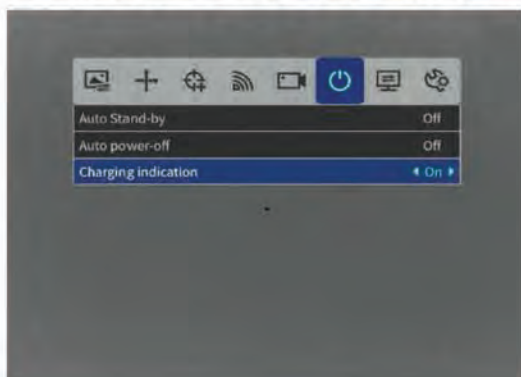 Auto Stand-by Off
Auto power-off Off
Charging indication On